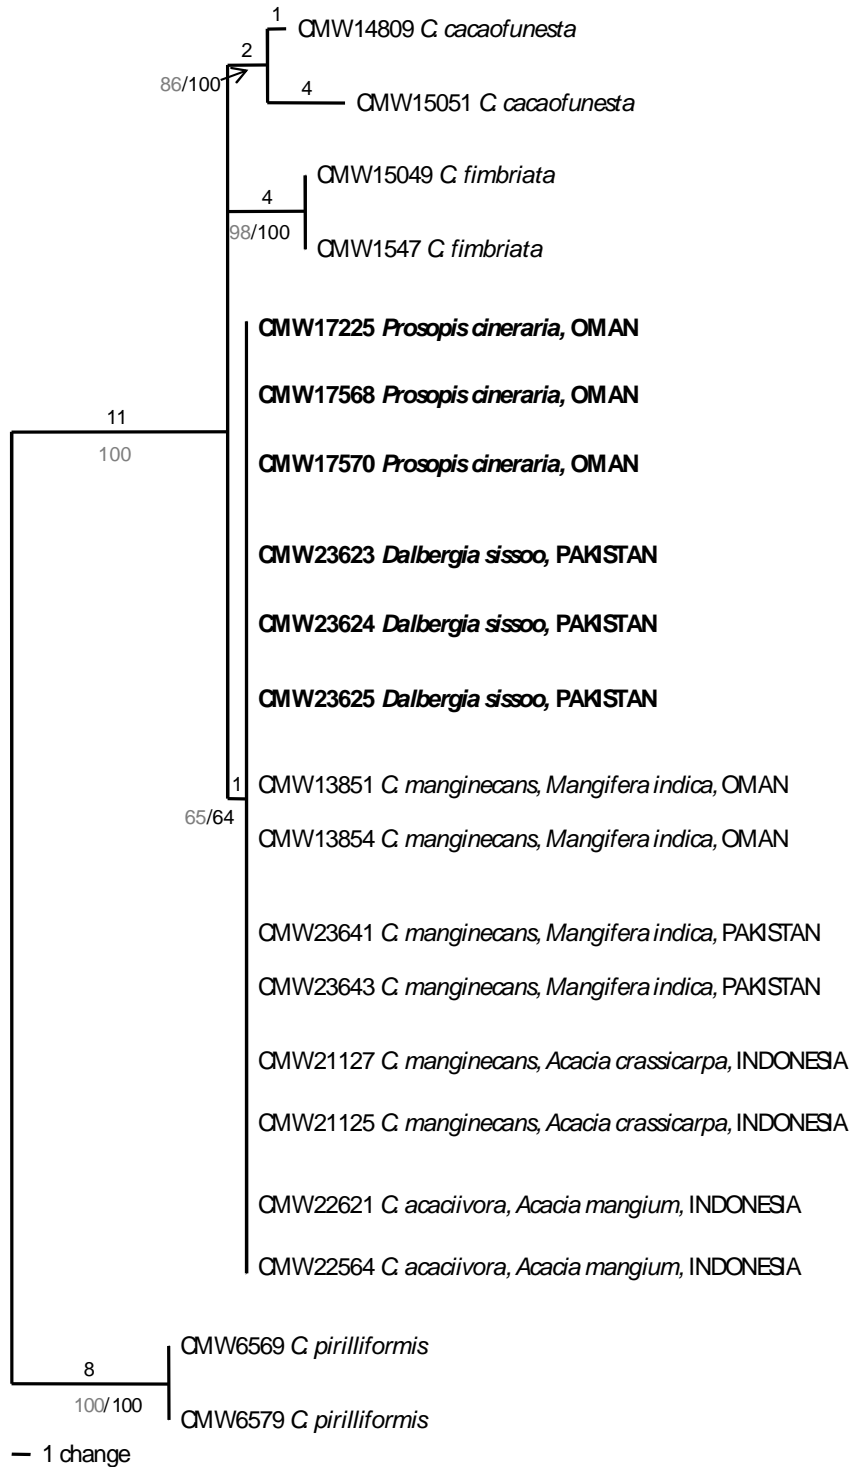 1
CMW14809 C. cacaofunesta
2
86/100
4
CMW15051 C. cacaofunesta
CMW15049 C. fimbriata
4
98/100
CMW1547 C. fimbriata
CMW17225 Prosopis cineraria, OMAN
CMW17568 Prosopis cineraria, OMAN
11
100
CMW17570 Prosopis cineraria, OMAN
CMW23623 Dalbergia sissoo, PAKISTAN
CMW23624 Dalbergia sissoo, PAKISTAN
CMW23625 Dalbergia sissoo, PAKISTAN
1
CMW13851 C. manginecans, Mangifera indica, OMAN
65/64
CMW13854 C. manginecans, Mangifera indica, OMAN
CMW23641 C. manginecans, Mangifera indica, PAKISTAN
CMW23643 C. manginecans, Mangifera indica, PAKISTAN
CMW21127 C. manginecans, Acacia crassicarpa, INDONESIA
CMW21125 C. manginecans, Acacia crassicarpa, INDONESIA
CMW22621 C. acaciivora, Acacia mangium, INDONESIA
CMW22564 C. acaciivora, Acacia mangium, INDONESIA
CMW6569 C. pirilliformis
8
100/100
CMW6579 C. pirilliformis
1 change